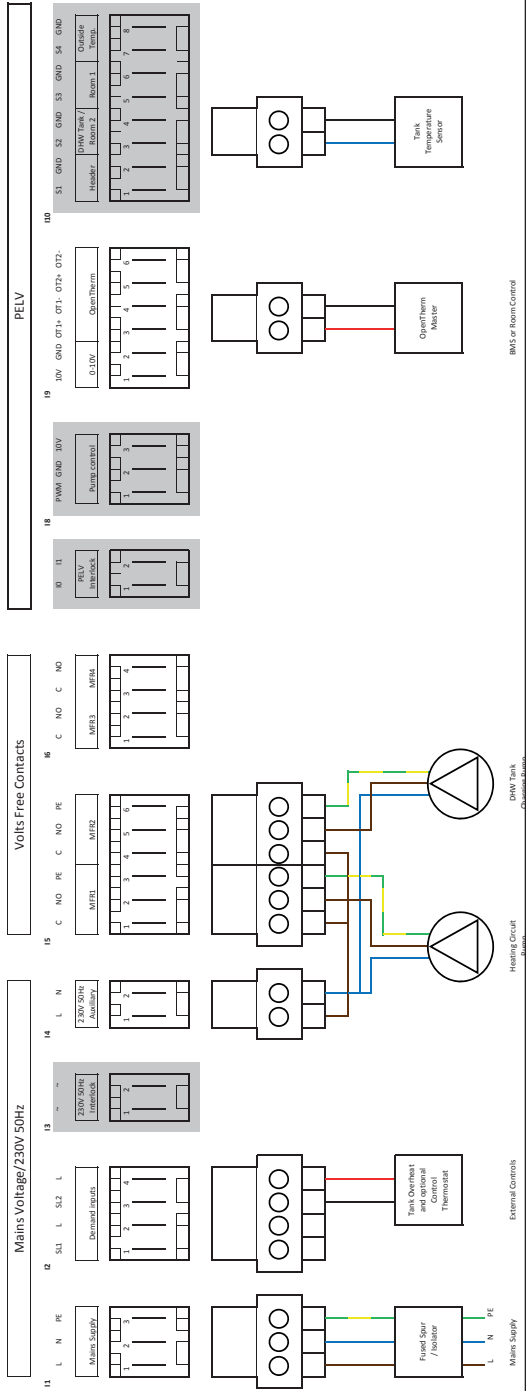 Mains Voltage/230V 50Hz
Volts Free Contacts
PELV
I1
L N PE
Mains Supply
1 2 3
I2
SL1 L SL2 L
Demand inputs
1 2 3 4
I3
~ ~
230V 50Hz
Interlock
1 2
I4
L N
230V 50Hz
Auxiliary
1 2
I5
C NO PE C NO PE
MFR1 MFR2
1 2 3 4 5 6
I6
C NO C NO
MFR3 MFR4
1 2 3 4
I0 I1
PELV
Interlock
1 2
I8
PWM GND 10V
Pump control
1 2 3
I9
10V GND OT1+ OT1- OT2+ OT2-
0-10V OpenTherm
1 2 3 4 5 6
I10
S1 GND S2 GND S3 GND S4 GND
Header
DHW Tank /
Room 2
Room 1
Outside
Temp.
1 2 3 4 5 6 7 8
Fused Spur
/ Isolator
L N PE
Mains Supply
Tank Overheat
and optional
Control
Thermostat
External Controls
Heating Circuit
Pump
DHW Tank
Charging Pump
OpenTherm
Master
BMS or Room Control
Tank
Temperature
Sensor